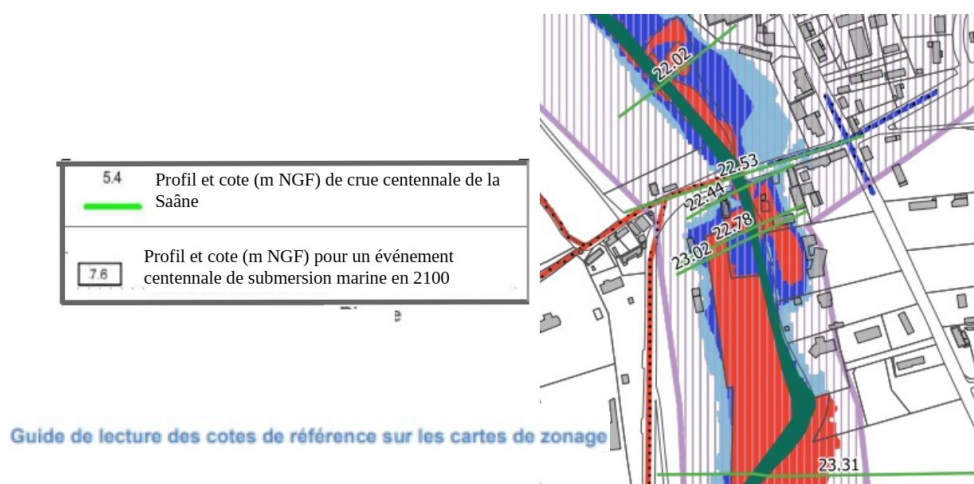 5.4
Profil et cote (m NGF) de crue centennale de la
Saâne
7.6
Profil et cote (m NGF) pour un événement
centennale de submersion marine en 2100
Guide de lecture des cotes de référence sur les cartes de zonage
22.02
22.53
22.44
22.78
23.02
23.31